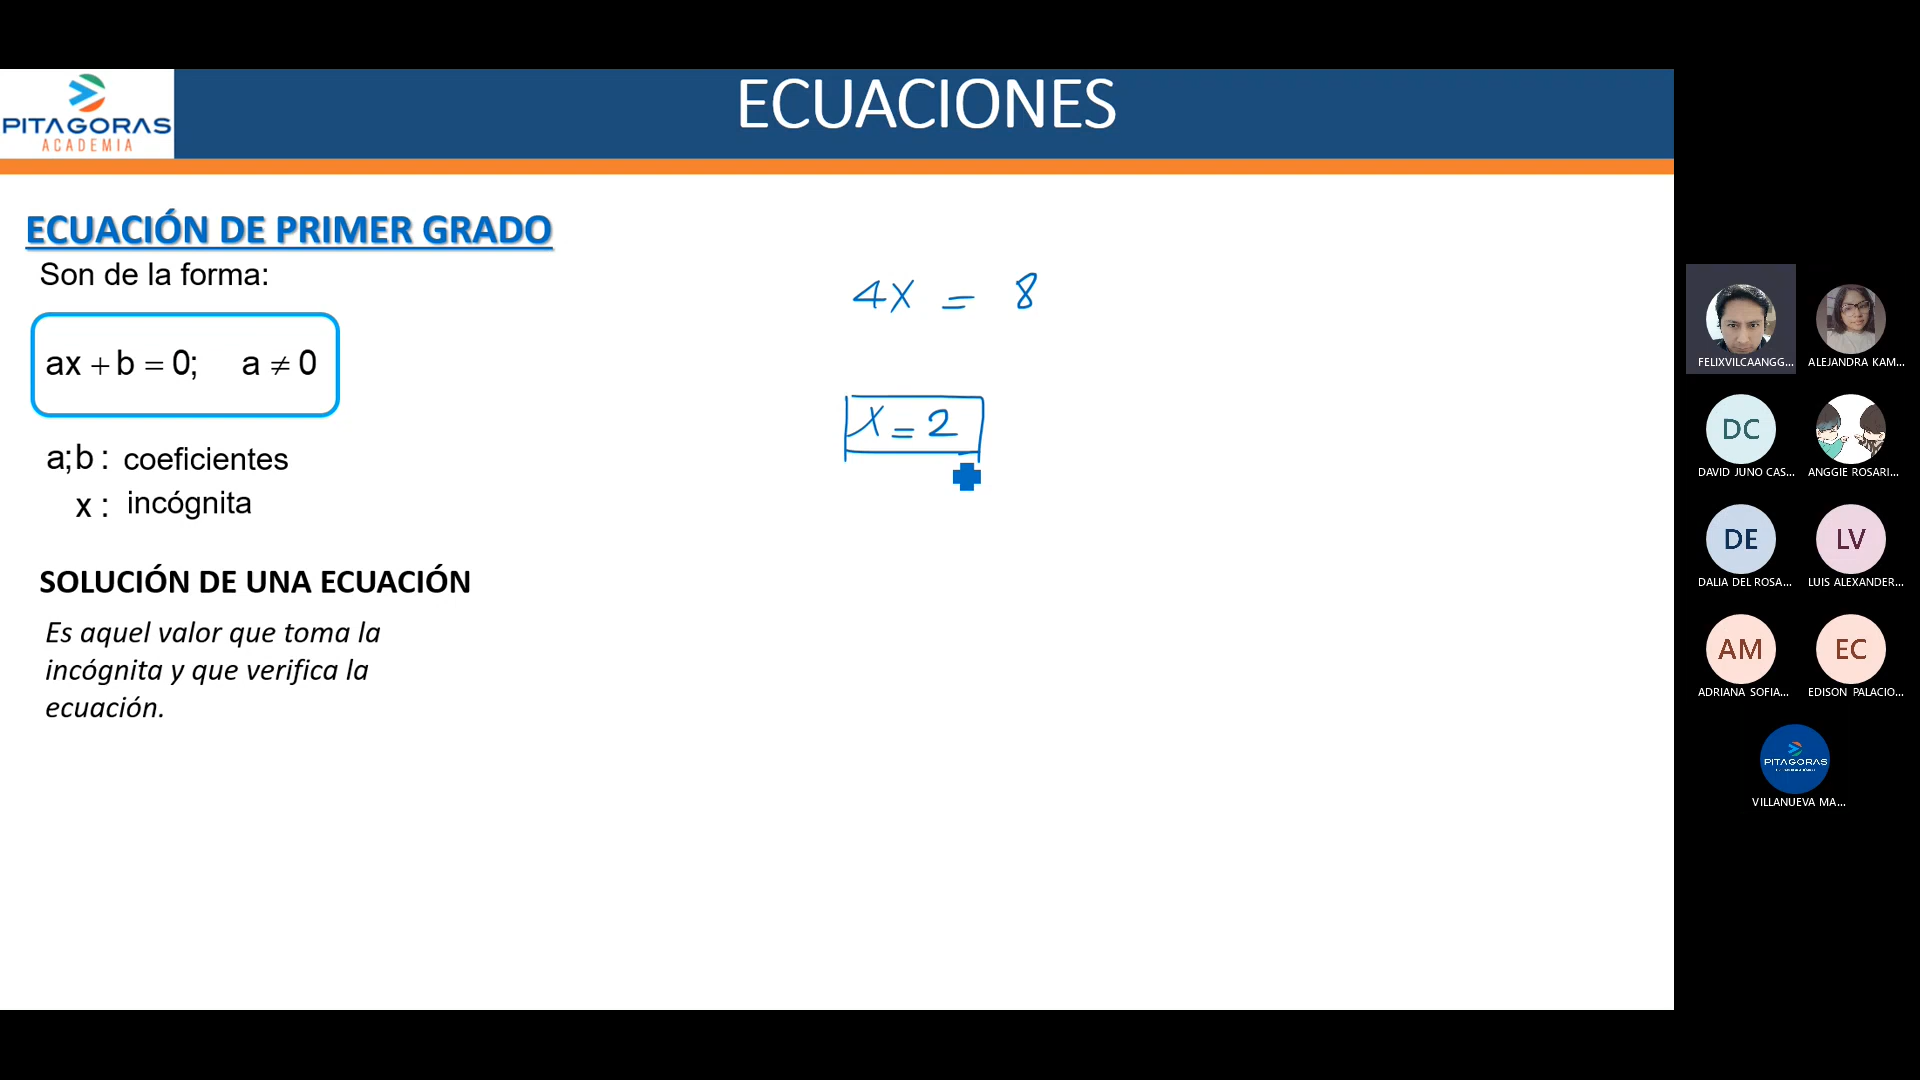 PITAGORAS
ACADEMIA
ECUACIONES
ECUACIÓN DE PRIMER GRADO
Son de la forma:
ax + b = 0; a ≠ 0
a;b : coeficientes
x : incógnita
SOLUCIÓN DE UNA ECUACIÓN
Es aquel valor que toma la
incógnita y que verifica la
ecuación.
4x = 8
x = 2
FELIXVILCAANGG...
ALEJANDRA KAM...
DC
DAVID JUNO CAS...
ANGGIE ROSARI...
DE
DALIA DEL ROSA...
LV
LUIS ALEXANDER...
AM
ADRIANA SOFIA...
EC
EDISON PALACIO...
PITAGORAS
VILLANUEVA MA...